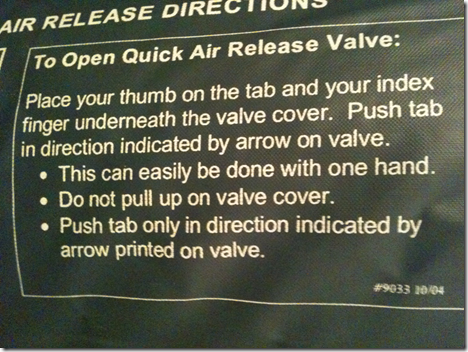 AIR RELEASE DIRECTIONS
To Open Quick Air Release Valve:
Place your thumb on the tab and your index
finger underneath the valve cover. Push tab
in direction indicated by arrow on valve.
• This can easily be done with one hand.
• Do not pull up on valve cover.
• Push tab only in direction indicated by
arrow printed on valve.
#9033 10/04